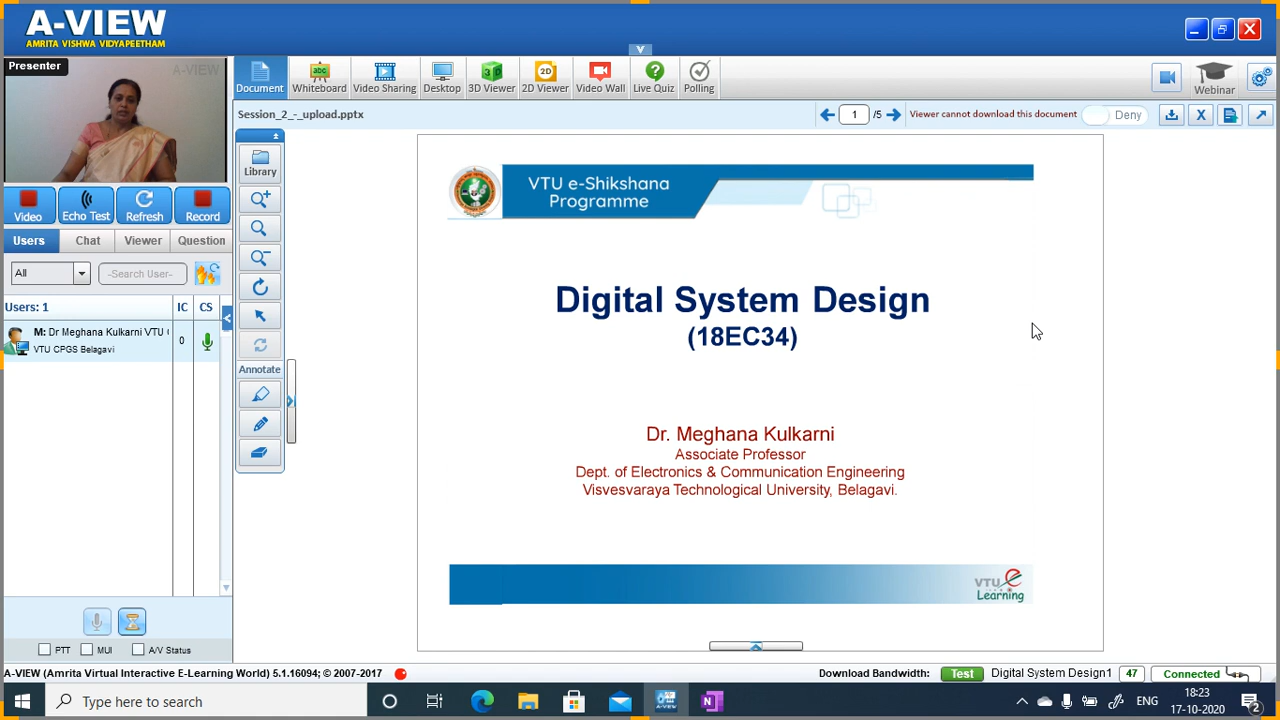 A-VIEW
AMRITA VISHWA VIDYAPEETHAM
Presenter
A-VIEW
Document
Whiteboard
Video Sharing
Desktop
3D Viewer
2D Viewer
Video Wall
Live Quiz
Polling
Webinar
Session_2_-_upload.pptx
1 /5
Viewer cannot download this document
Deny
Video
Echo Test
Refresh
Record
Users
Chat
Viewer
Question
All
-Search User-
Users: 1
IC
CS
M: Dr Meghana Kulkarni VTU
0
VTU CPGS Belagavi
PTT
MUI
A/V Status
Library
Annotate
VTU e-Shikshana
Programme
Digital System Design
(18EC34)
Dr. Meghana Kulkarni
Associate Professor
Dept. of Electronics & Communication Engineering
Visvesvaraya Technological University, Belagavi.
VTU e
Learning
A-VIEW (Amrita Virtual Interactive E-Learning World) 5.1.16094; © 2007-2017
Download Bandwidth:
Test
Digital System Design1
47
Connected
Type here to search
ENG
18:23
17-10-2020
2